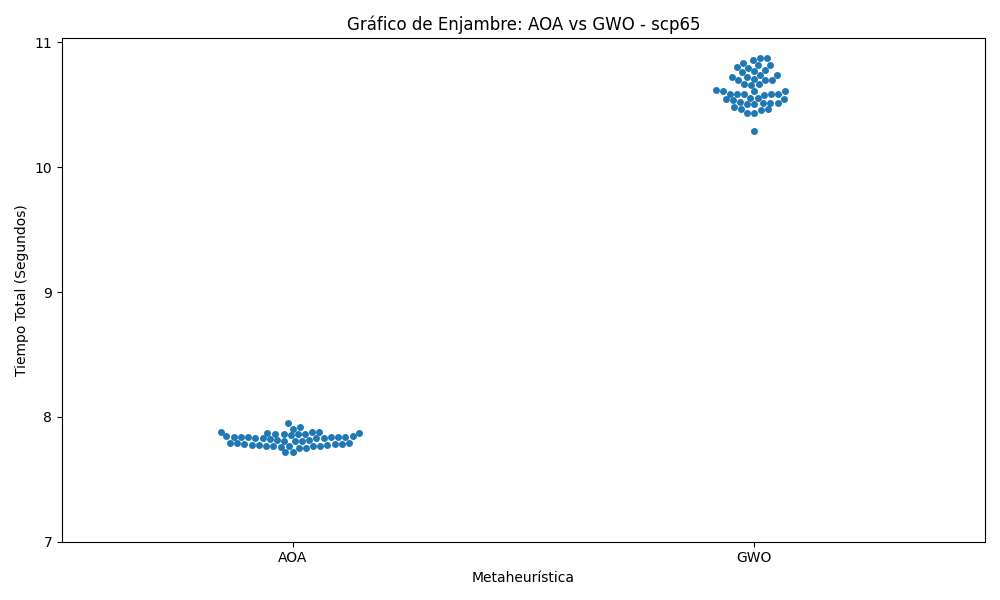 Gráfico de Enjambre: AOA vs GWO - scp65
11
10
9
8
7
Tiempo Total (Segundos)
AOA
GWO
Metaheurística